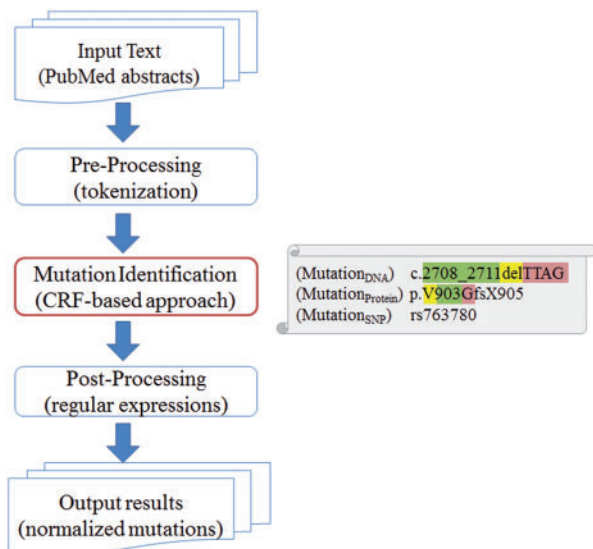 Input Text
(PubMed abstracts)
Pre-Processing
(tokenization)
Mutation Identification
(CRF-based approach)
(MutationDNA) c.2708_2711delTTAG
(MutationProtein) p.V903GfsX905
(MutationSNP) rs763780
Post-Processing
(regular expressions)
Output results
(normalized mutations)